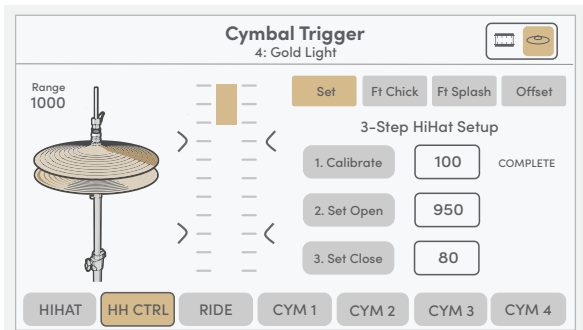 Cymbal Trigger
4: Gold Light
Range
1000
Set
Ft Chick
Ft Splash
Offset
3-Step HiHat Setup
1. Calibrate
100
COMPLETE
2. Set Open
950
3. Set Close
80
HIHAT
HH CTRL
RIDE
CYM 1
CYM 2
CYM 3
CYM 4